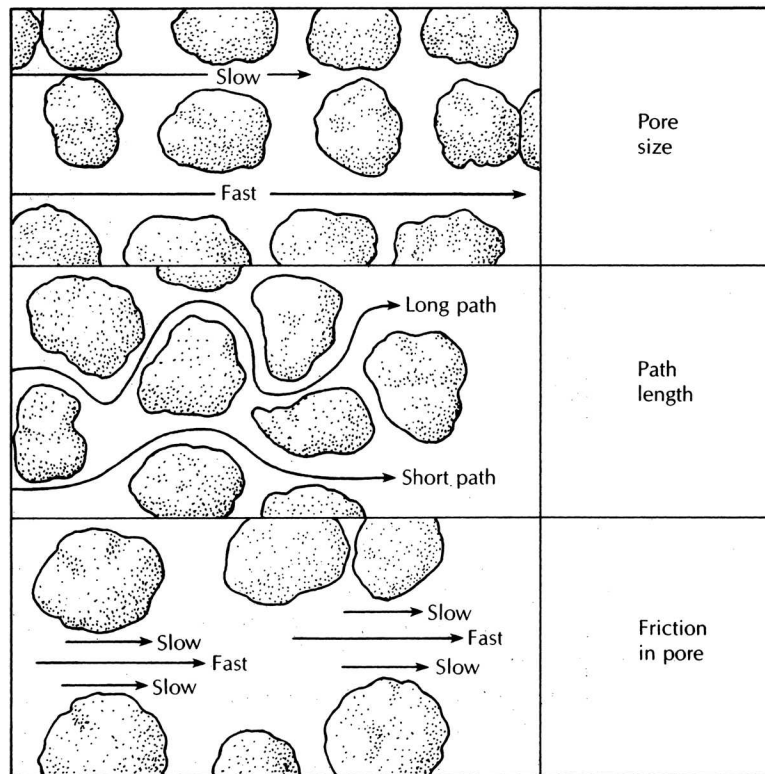 Slow
Fast
Pore
size
Long path
Short path
Path
length
Slow
Fast
Slow
Slow
Fast
Slow
Friction
in pore